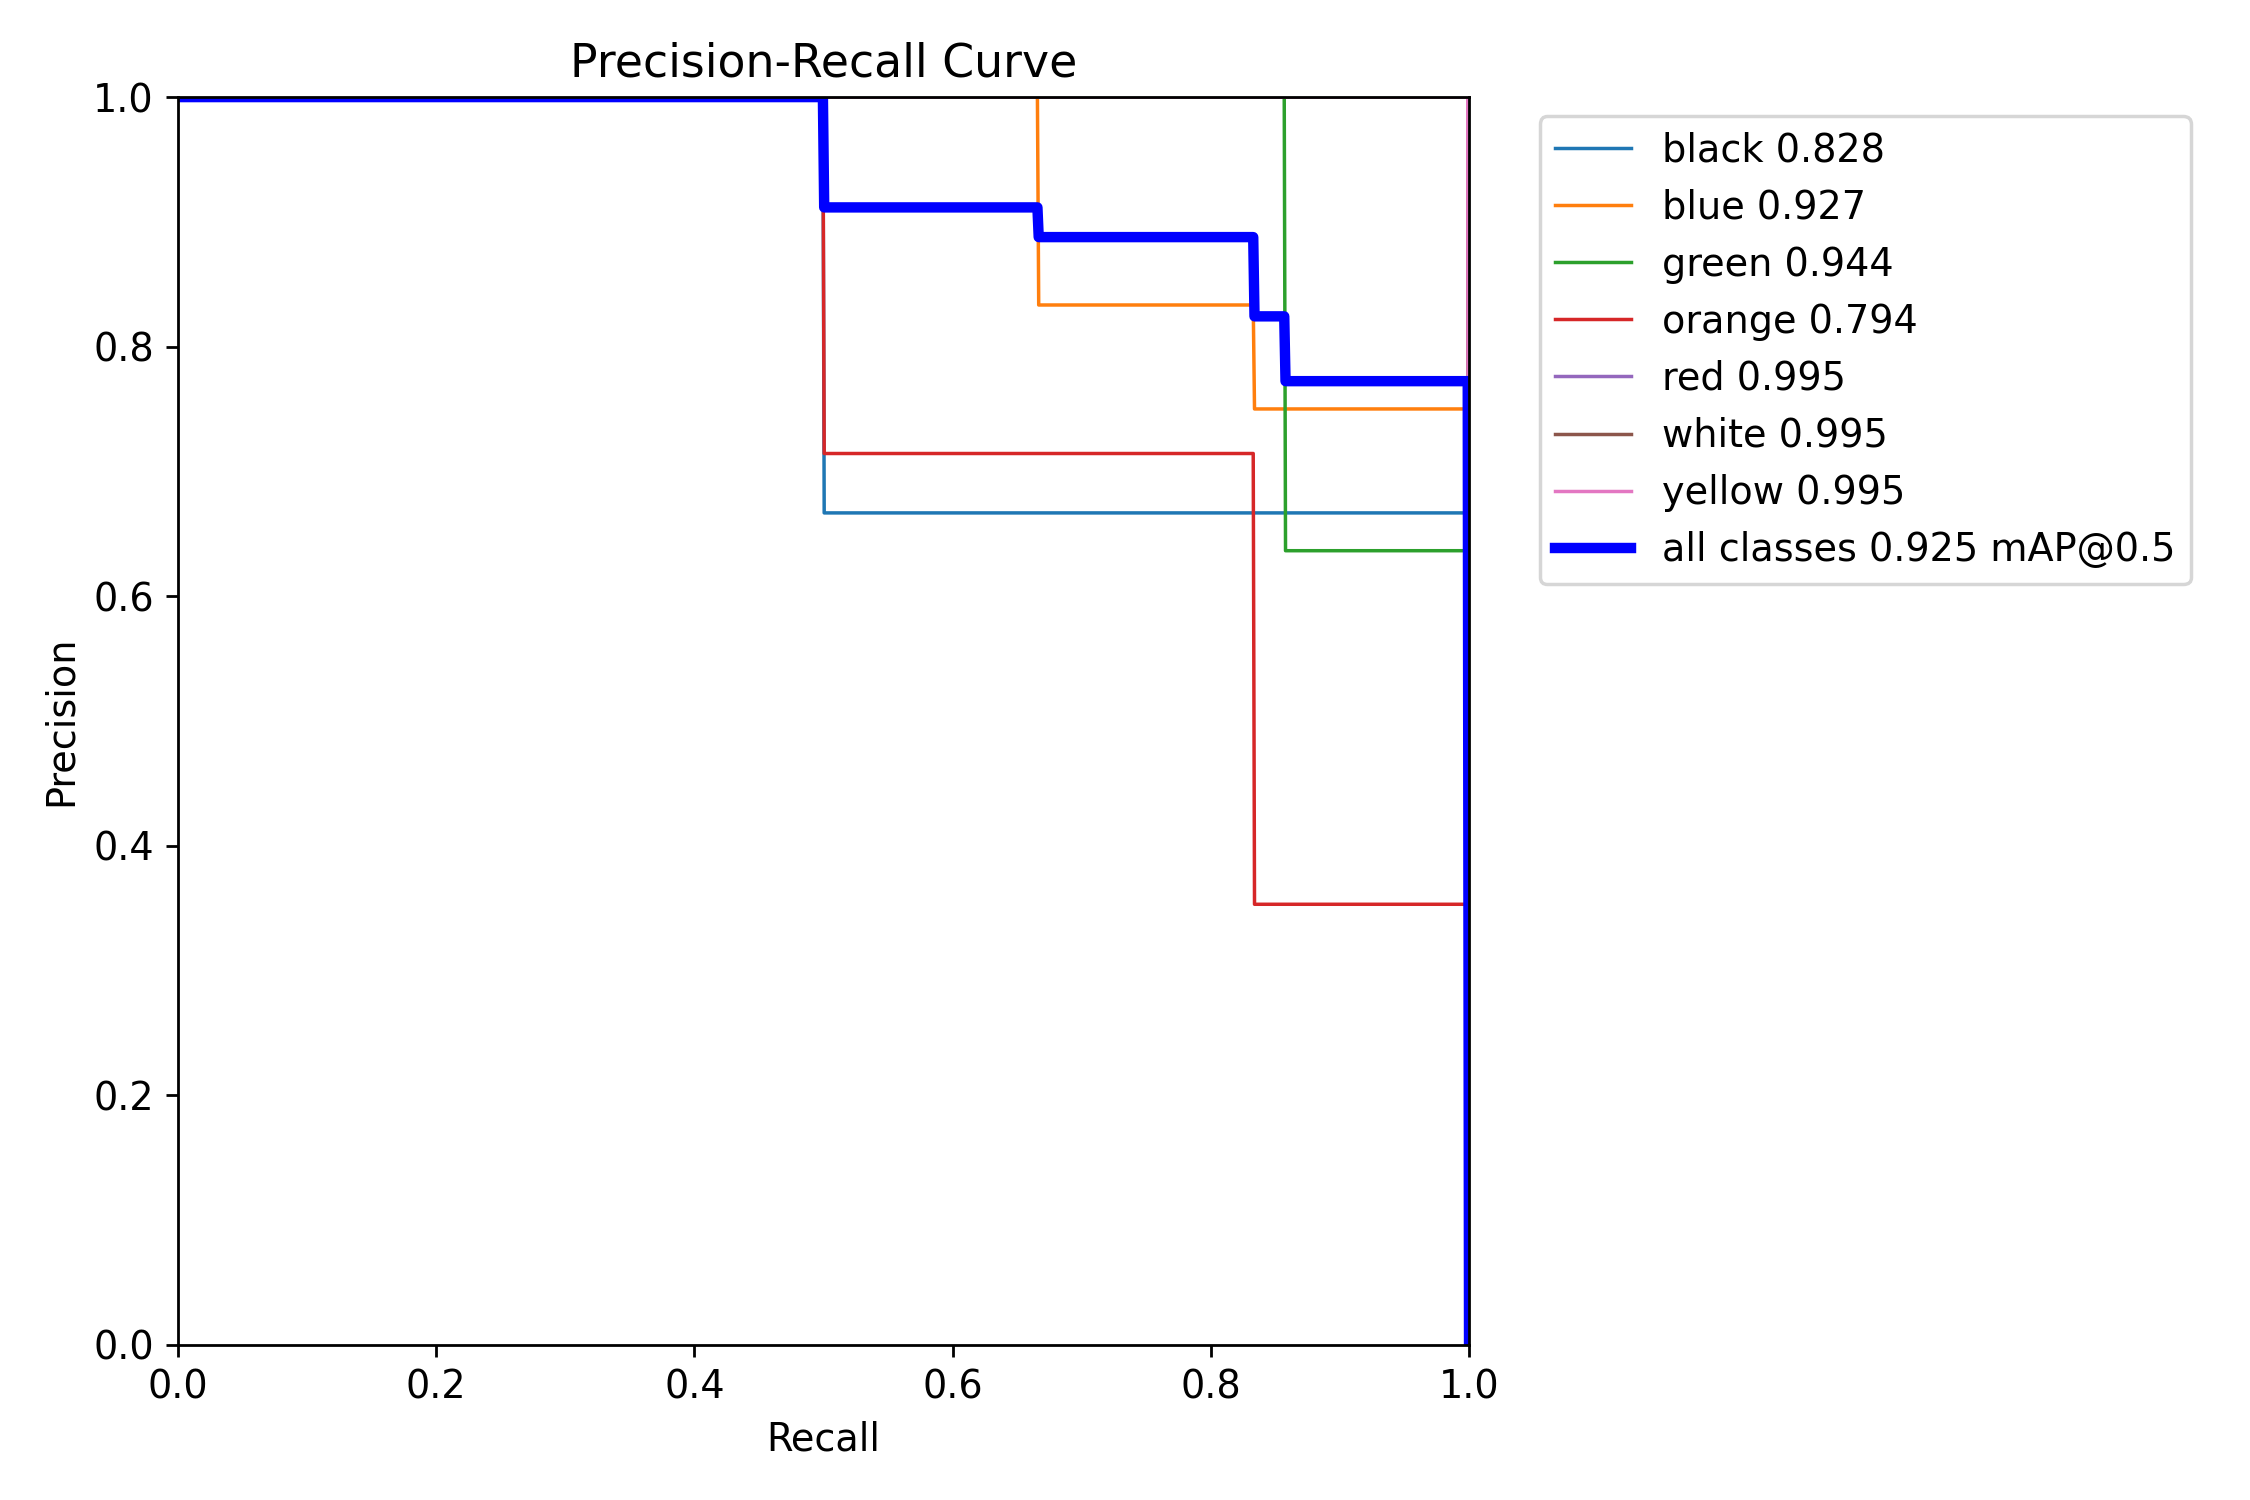 Precision-Recall Curve
1.0
0.8
0.6
0.4
0.2
0.0
Precision
0.0 0.2 0.4 0.6 0.8 1.0
Recall
black 0.828
blue 0.927
green 0.944
orange 0.794
red 0.995
white 0.995
yellow 0.995
all classes 0.925 mAP@0.5